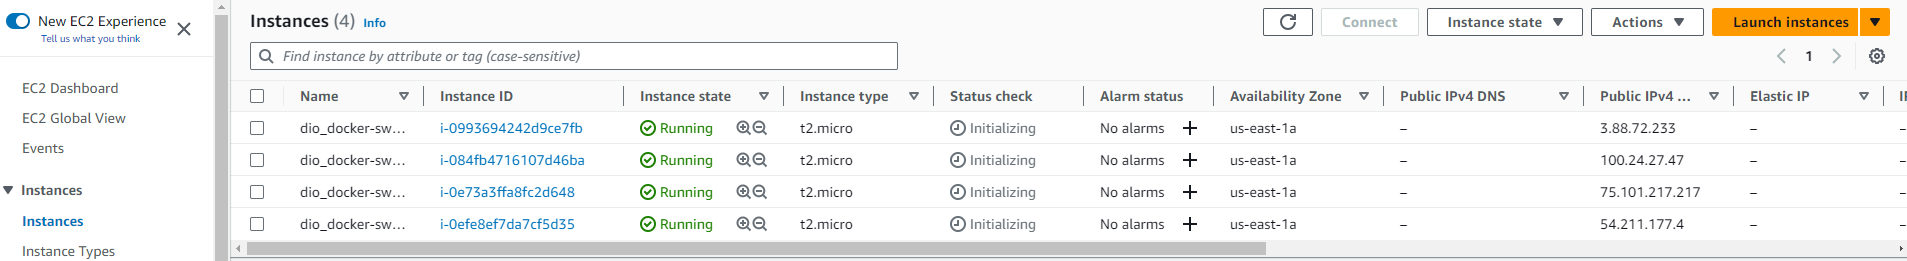 New EC2 Experience
Tell us what you think
EC2 Dashboard
EC2 Global View
Events
Instances
Instances
Instance Types
Instances (4) Info
Connect
Instance state
Actions
Launch instances
Find instance by attribute or tag (case-sensitive)
1
Name Instance ID Instance state Instance type Status check Alarm status Availability Zone Public IPv4 DNS Public IPv4 ... Elastic IP
dio_docker-sw... i-0993694242d9ce7fb Running t2.micro Initializing No alarms + us-east-1a – 3.88.72.233 – –
dio_docker-sw... i-084fb4716107d46ba Running t2.micro Initializing No alarms + us-east-1a – 100.24.27.47 – –
dio_docker-sw... i-0e73a3ffa8fc2d648 Running t2.micro Initializing No alarms + us-east-1a – 75.101.217.217 – –
dio_docker-sw... i-0efe8ef7da7cf5d35 Running t2.micro Initializing No alarms + us-east-1a – 54.211.177.4 – –